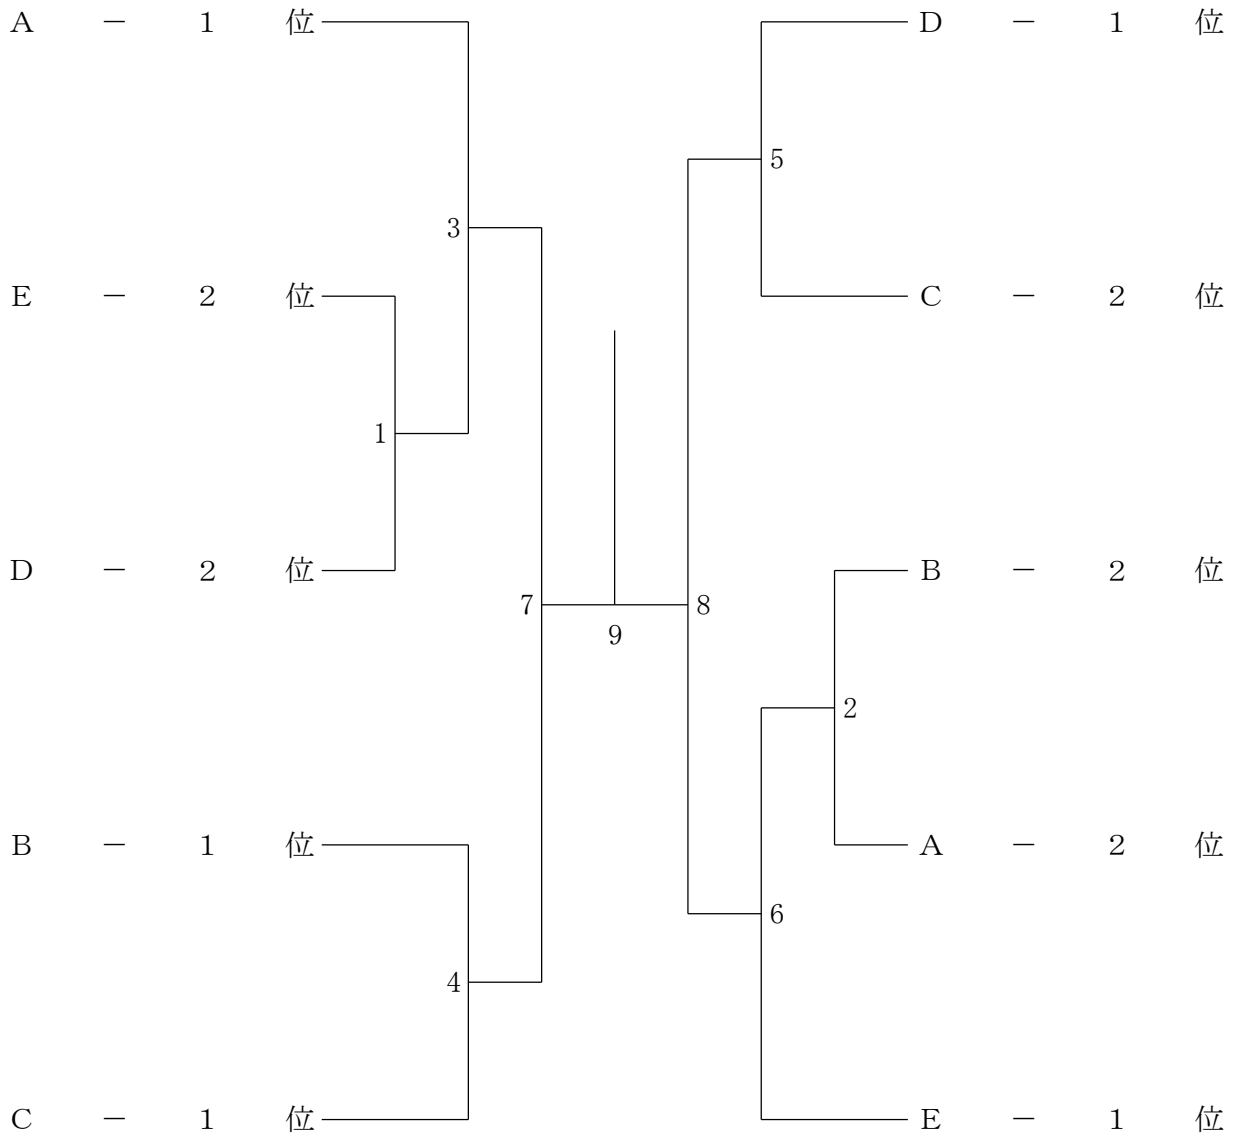 A － 1 位
D － 1 位
5
3
E － 2 位
C － 2 位
1
D － 2 位
B － 2 位
7
8
9
2
B － 1 位
A － 2 位
6
4
C － 1 位
E － 1 位